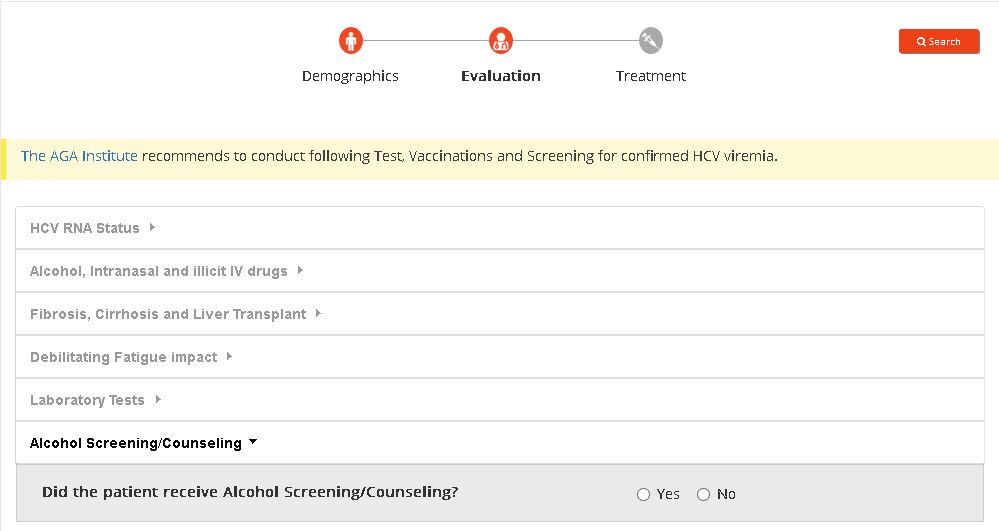 Search
Demographics Evaluation Treatment
The AGA Institute recommends to conduct following Test, Vaccinations and Screening for confirmed HCV viremia.
HCV RNA Status
Alcohol, Intranasal and illicit IV drugs
Fibrosis, Cirrhosis and Liver Transplant
Debilitating Fatigue impact
Laboratory Tests
Alcohol Screening/Counseling
Did the patient receive Alcohol Screening/Counseling? Yes No